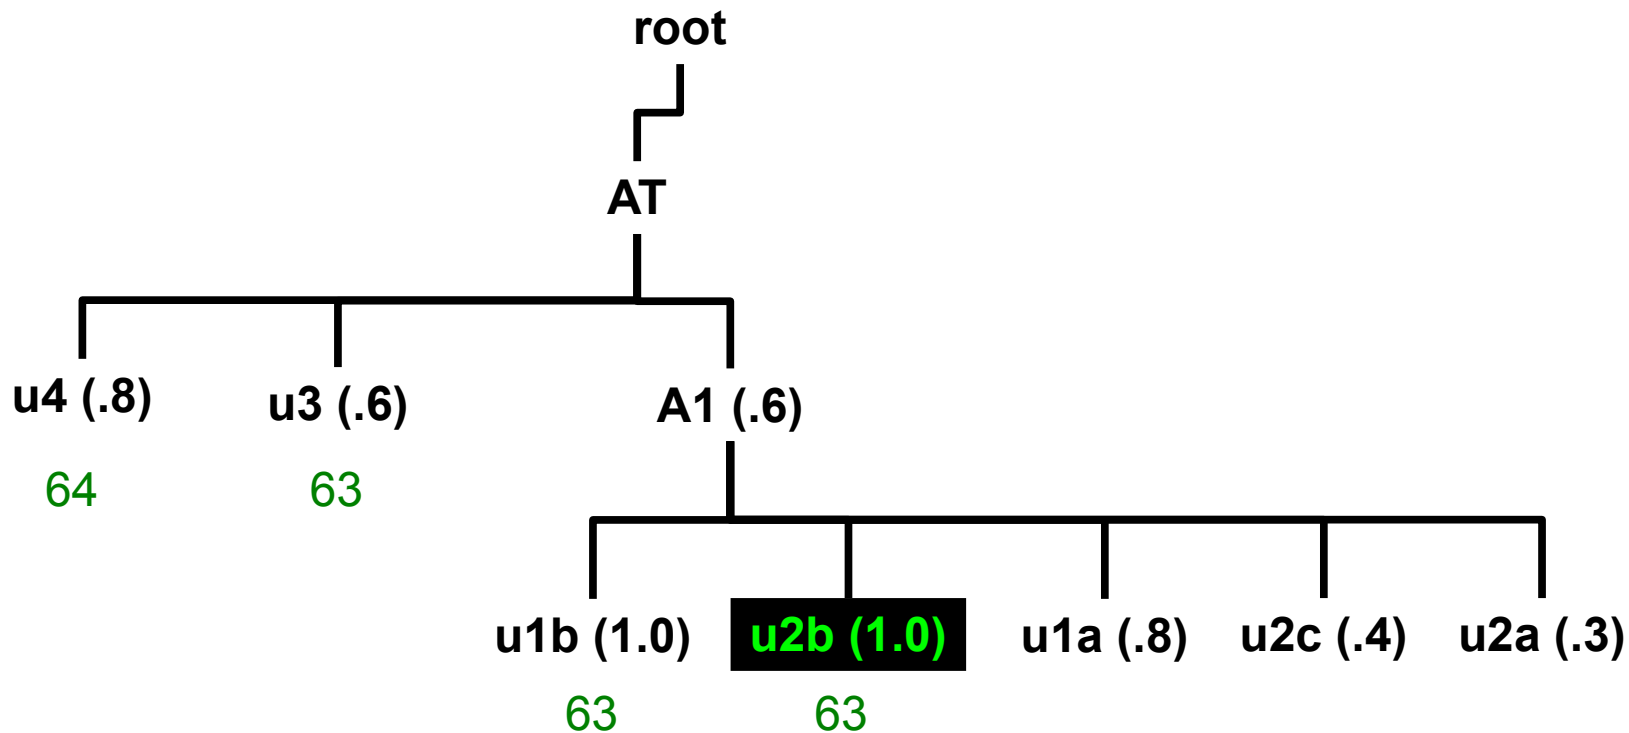 root
AT
u4 (.8)
u3 (.6)
A1 (.6)
64
63
u1b (1.0)
u2b (1.0)
u1a (.8)
u2c (.4)
u2a (.3)
63
63